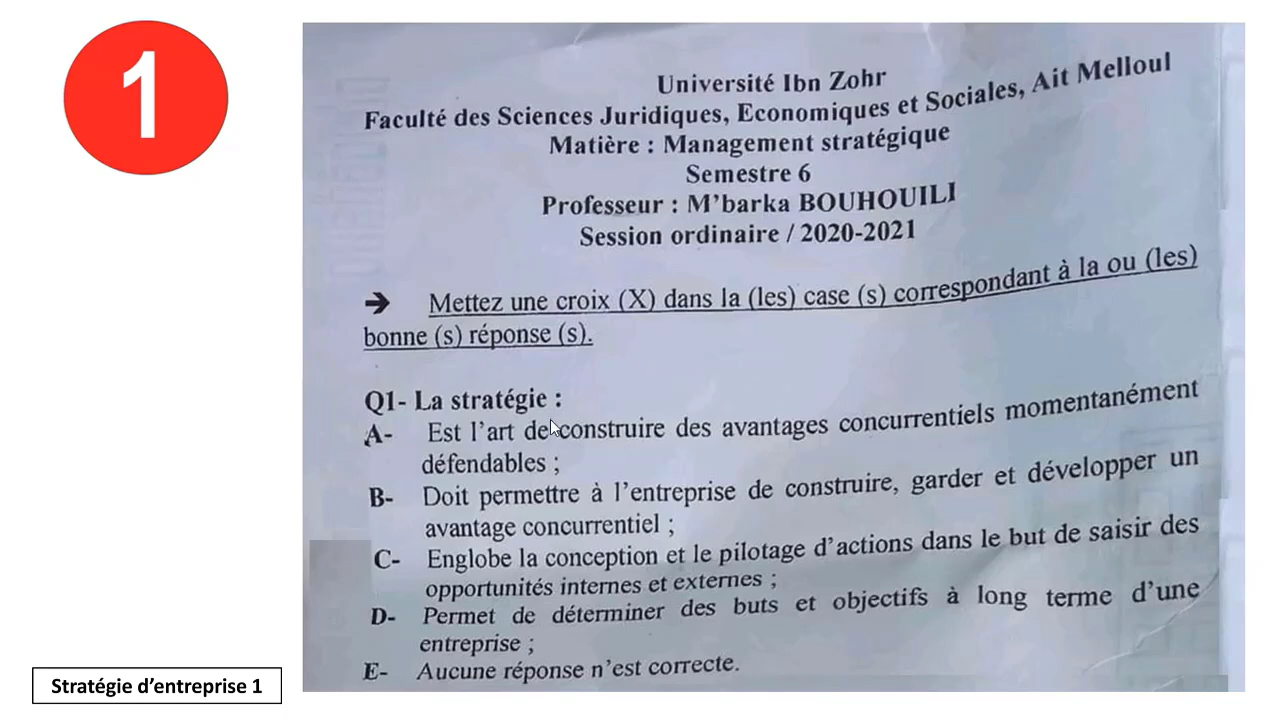 1
Université Ibn Zohr
Faculté des Sciences Juridiques, Economiques et Sociales, Ait Melloul
Matière : Management stratégique
Semestre 6
Professeur : M'barka BOUHOUILI
Session ordinaire / 2020-2021
➔ Mettez une croix (X) dans la (les) case (s) correspondant à la ou (les)
bonne (s) réponse (s).
Q1- La stratégie :
A- Est l'art de construire des avantages concurrentiels momentanément
défendables ;
B- Doit permettre à l'entreprise de construire, garder et développer un
avantage concurrentiel ;
C- Englobe la conception et le pilotage d'actions dans le but de saisir des
opportunités internes et externes ;
D- Permet de déterminer des buts et objectifs à long terme d'une
entreprise ;
E- Aucune réponse n'est correcte.
Stratégie d'entreprise 1